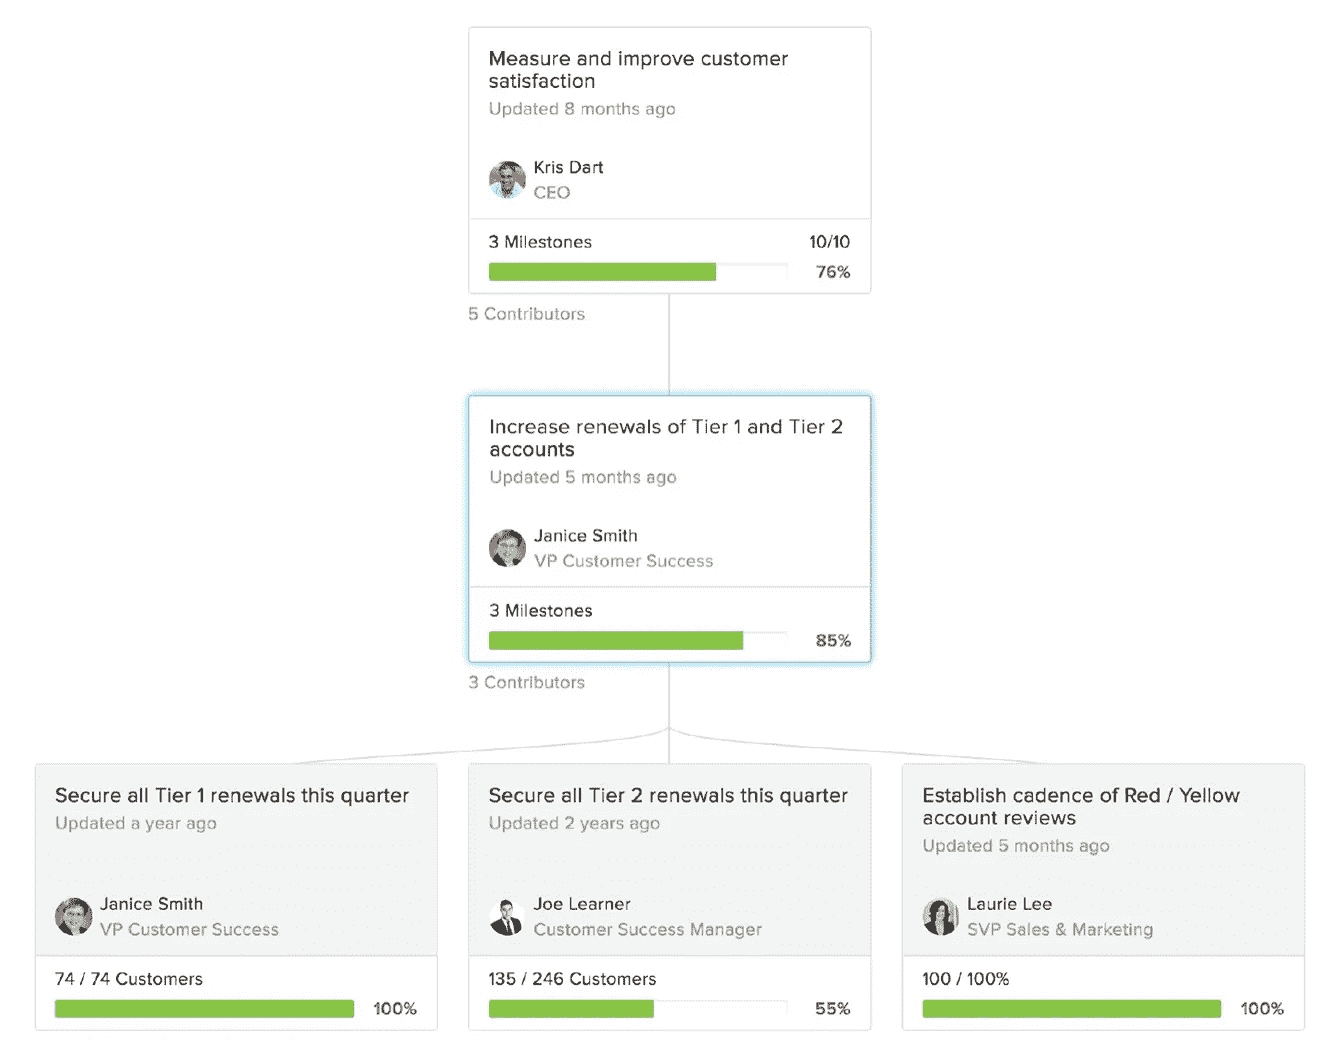 Measure and improve customer
satisfaction
Updated 8 months ago
Kris Dart
CEO
3 Milestones 10/10
76%
5 Contributors
Increase renewals of Tier 1 and Tier 2
accounts
Updated 5 months ago
Janice Smith
VP Customer Success
3 Milestones
85%
3 Contributors
Secure all Tier 1 renewals this quarter
Updated a year ago
Janice Smith
VP Customer Success
74 / 74 Customers
100%
Secure all Tier 2 renewals this quarter
Updated 2 years ago
Joe Learner
Customer Success Manager
135 / 246 Customers
55%
Establish cadence of Red / Yellow
account reviews
Updated 5 months ago
Laurie Lee
SVP Sales & Marketing
100 / 100%
100%